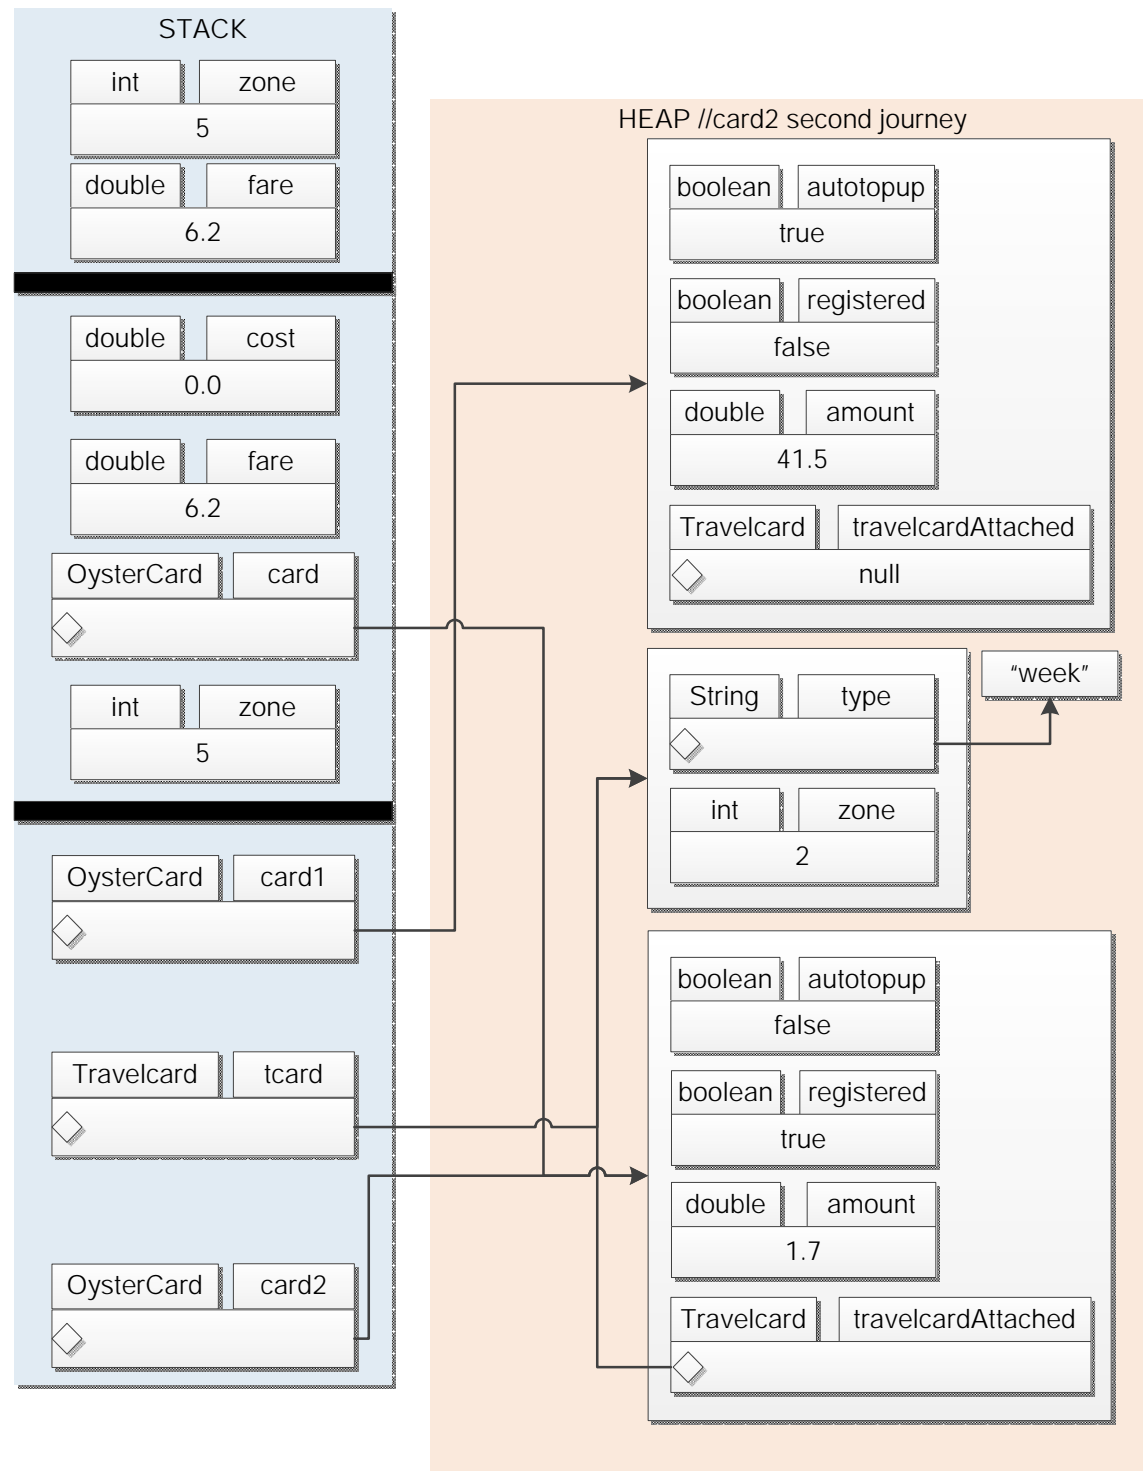 STACK
int zone
5
double fare
6.2
double cost
0.0
double fare
6.2
OysterCard card
int zone
5
OysterCard card1
Travelcard tcard
OysterCard card2
HEAP //card2 second journey
boolean autotopup
true
boolean registered
false
double amount
41.5
Travelcard travelcardAttached
null
String type
“week”
int zone
2
boolean autotopup
false
boolean registered
true
double amount
1.7
Travelcard travelcardAttached